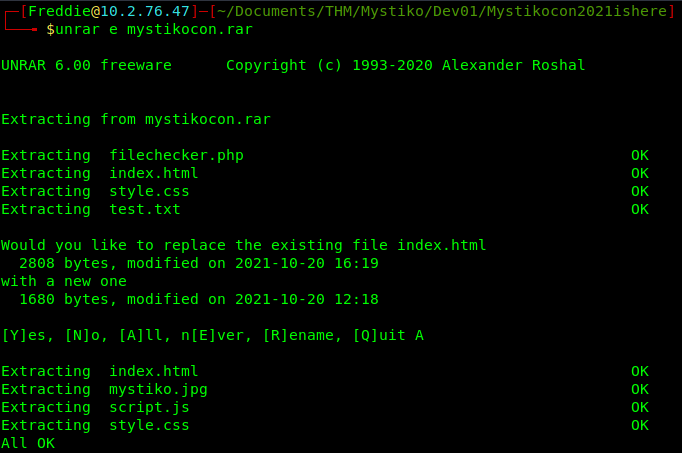 ┌─[Freddie@10.2.76.47]─[~/Documents/THM/Mystiko/Dev01/Mystikocon2021ishere]
└──╼ $unrar e mystikocon.rar
UNRAR 6.00 freeware      Copyright (c) 1993-2020 Alexander Roshal
Extracting from mystikocon.rar
Extracting  filechecker.php                                           OK
Extracting  index.html                                                OK
Extracting  style.css                                                 OK
Extracting  test.txt                                                  OK
Would you like to replace the existing file index.html
  2808 bytes, modified on 2021-10-20 16:19
with a new one
  1680 bytes, modified on 2021-10-20 12:18
[Y]es, [N]o, [A]ll, n[E]ver, [R]ename, [Q]uit A
Extracting  index.html                                                OK
Extracting  mystiko.jpg                                               OK
Extracting  script.js                                                 OK
Extracting  style.css                                                 OK
All OK